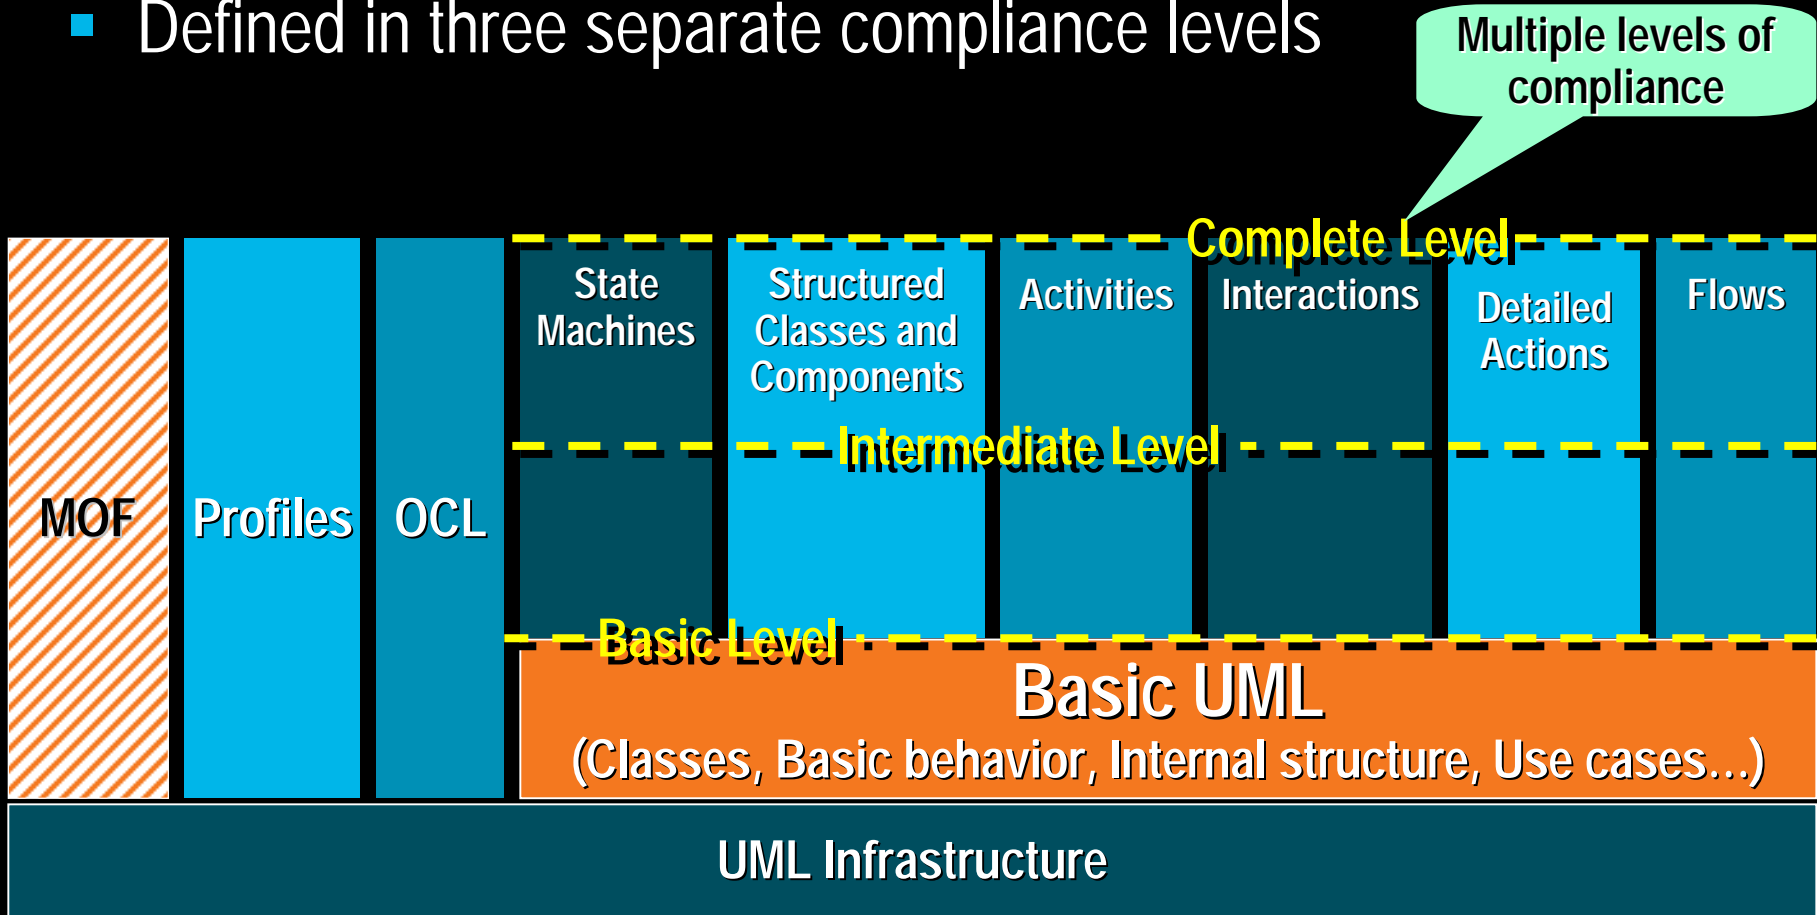 Defined in three separate compliance levels
Multiple levels of
compliance
Complete Level
State
Machines
Structured
Classes and
Components
Activities
Interactions
Detailed
Actions
Flows
Intermediate Level
MOF
Profiles
OCL
Basic Level
Basic UML
(Classes, Basic behavior, Internal structure, Use cases...)
UML Infrastructure